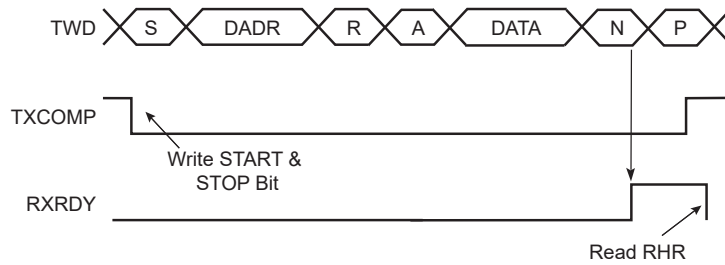 TWD S DADR R A DATA N P
TXCOMP
Write START &
STOP Bit
RXRDY
Read RHR